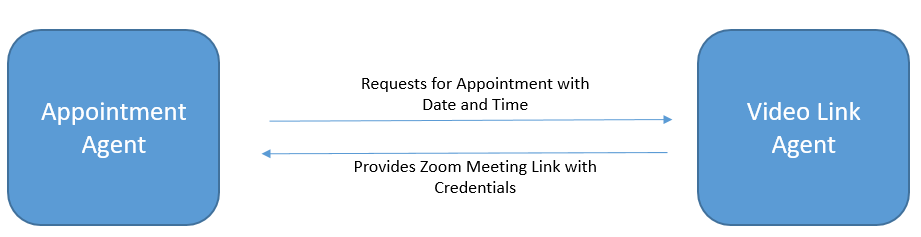 Appointment
Agent
Requests for Appointment with
Date and Time
Provides Zoom Meeting Link with
Credentials
Video Link
Agent